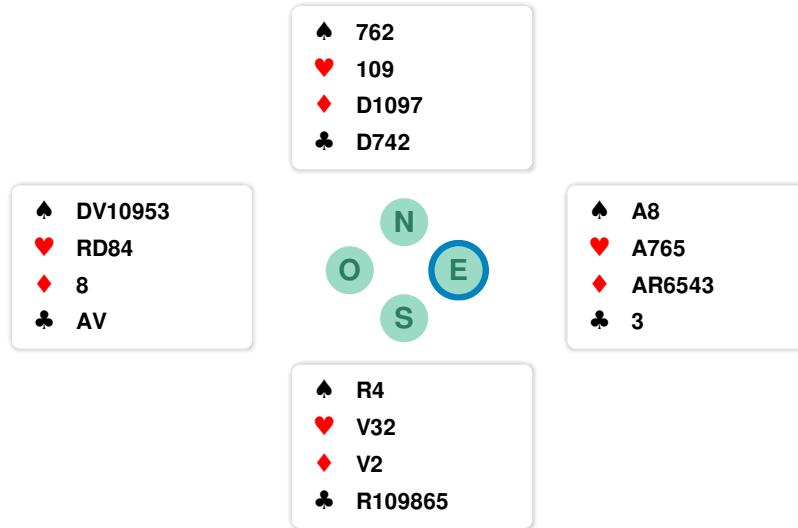 ♠ 762
♥ 109
♦ D1097
♣ D742
♠ DV10953
♥ RD84
♦ 8
♣ AV
N
O
E
S
♠ A8
♥ A765
♦ AR6543
♣ 3
♠ R4
♥ V32
♦ V2
♣ R109865